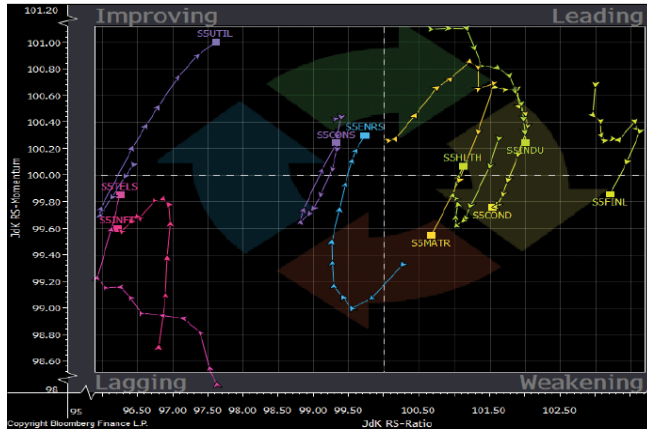 101.20
Improving
Leading
101.00
S5UTIL
100.80
100.60
100.40
S5CONS
S5ENRS
100.20
S5HLTH
S5INDU
100.00
S5TELS
99.80
S5COND
S5FINL
99.60
S5MATR
99.40
99.20
99.00
98.80
98.60
98
Lagging
Weakening
JdK RS-Momentum
95
96.50
97.00
97.50
98.00
98.50
99.00
99.50
100.50
101.50
102.50
Copyright Bloomberg Finance L.P.
JdK RS-Ratio